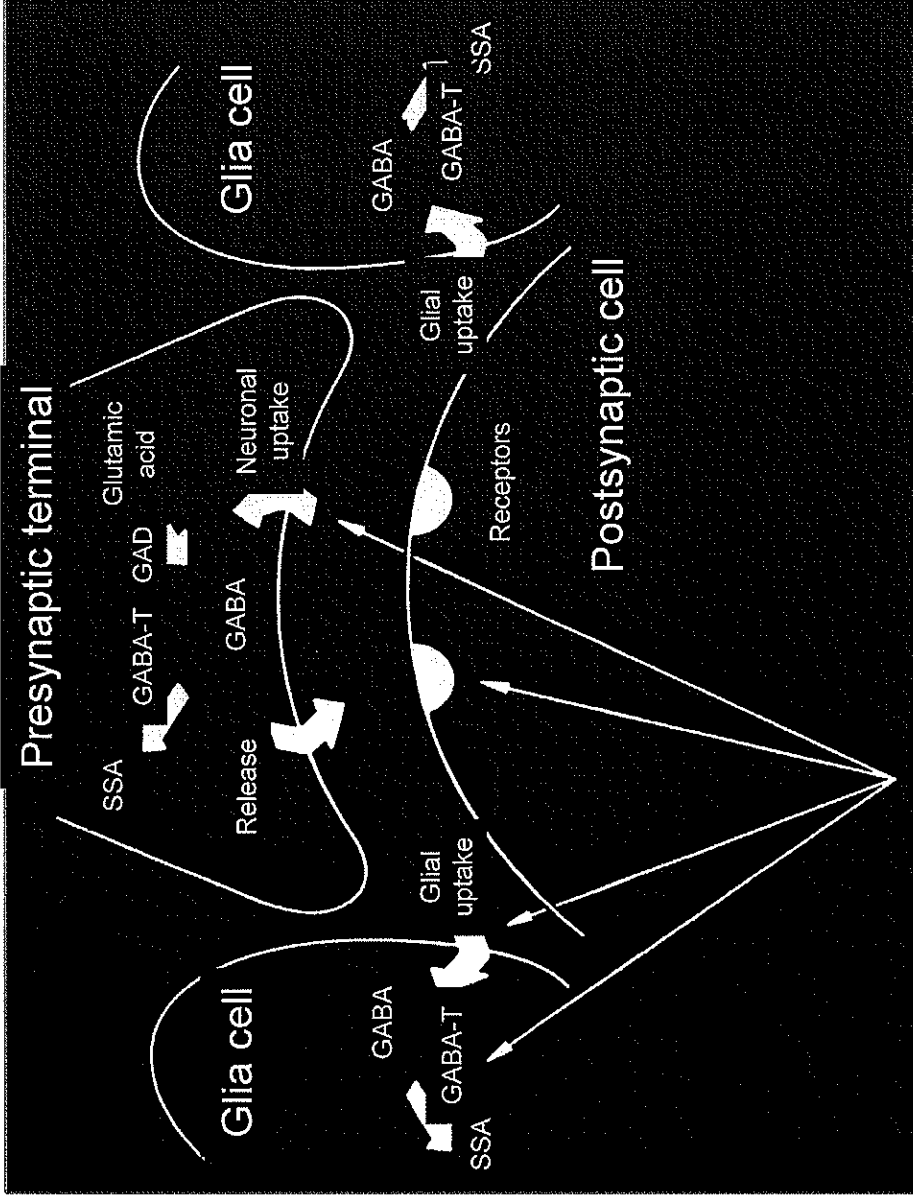 Presynaptic terminal
SSA
GABA-T GAD
Glutamic
acid
Release
GABA
Neuronal
uptake
Glia cell
GABA
GABA-T
SSA
Glial
uptake
Receptors
Postsynaptic cell
Glial
uptake
Glia cell
GABA
GABA-T
SSA